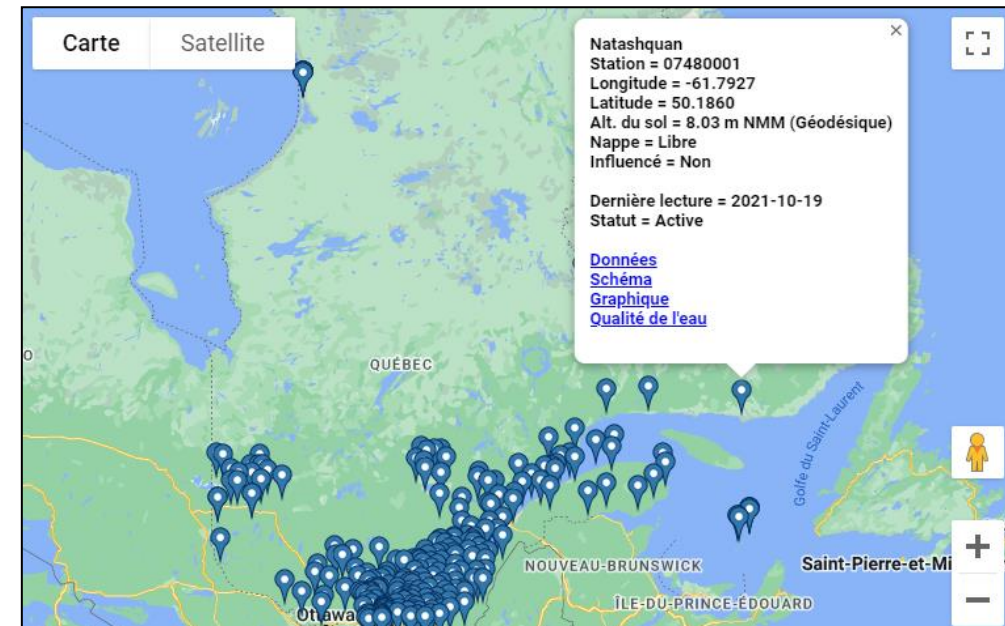 Carte
Satellite
×
Natashquan
Station = 07480001
Longitude = -61.7927
Latitude = 50.1860
Alt. du sol = 8.03 m NMM (Géodésique)
Nappe = Libre
Influencé = Non
Dernière lecture = 2021-10-19
Statut = Active
Données
Schéma
Graphique
Qualité de l'eau
QUÉBEC
Golfe du Saint-Laurent
NOUVEAU-BRUNSWICK
Saint-Pierre-et-Mi
ÎLE-DU-PRINCE-ÉDOUARD
Ottawa
+
−